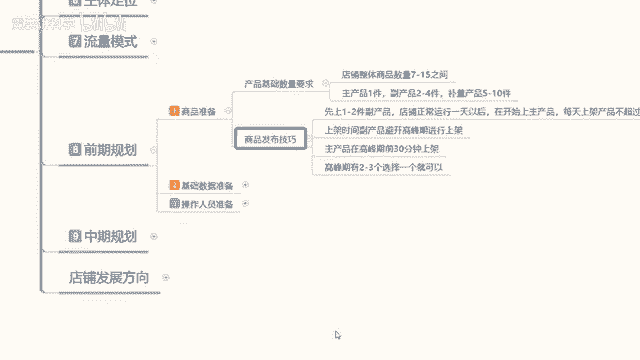 主体定位
流量模式
前期规划
1 商品准备
产品基础数量要求
店铺整体商品数量7-15之间
主产品1件，副产品2-4件，补量产品5-10件
商品发布技巧
先上1-2件副产品，店铺正常运行一天以后，在开始上主产品，每天上架产品不超过
上架时间副产品避开高峰期进行上架
主产品在高峰期前30分钟上架
高峰期有2-3个选择一个就可以
2 基础数据准备
操作人员准备
中期规划
店铺发展方向